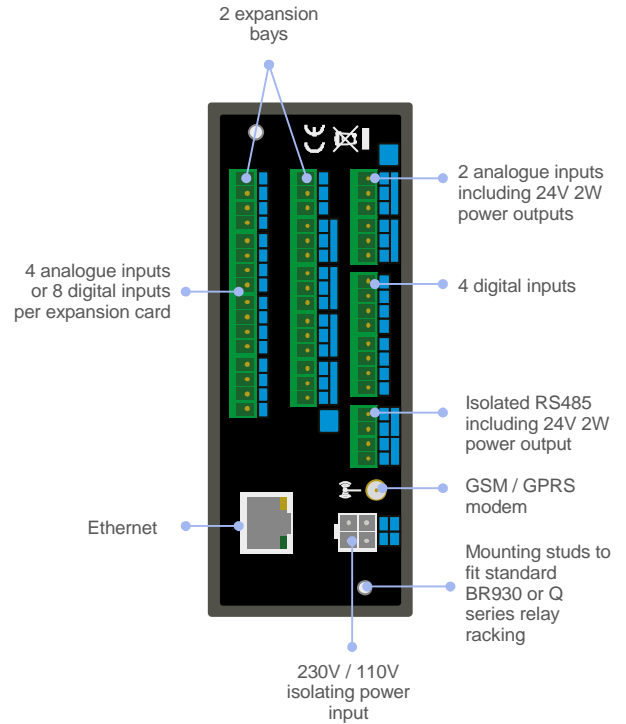 2 expansion
bays
2 analogue inputs
including 24V 2W
power outputs
4 analogue inputs
or 8 digital inputs
per expansion card
4 digital inputs
Isolated RS485
including 24V 2W
power output
GSM / GPRS
modem
Ethernet
Mounting studs to
fit standard
BR930 or Q
series relay
racking
230V / 110V
isolating power
input